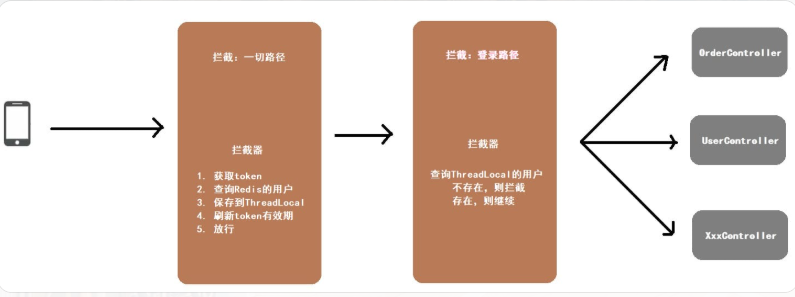 拦截：一切路径
拦截器
1. 获取token
2. 查询Redis的用户
3. 保存到ThreadLocal
4. 刷新token有效期
5. 放行
拦截：登录路径
拦截器
查询ThreadLocal的用户
不存在，则拦截
存在，则继续
OrderController
UserController
XxxController